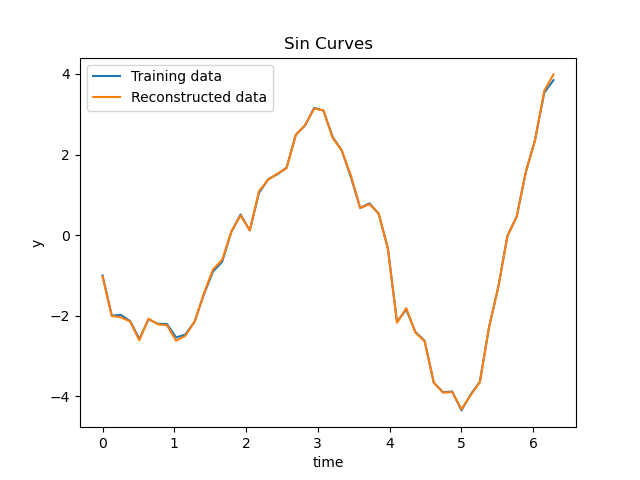 Sin Curves
Training data
Reconstructed data
y
4
2
0
−2
−4
0 1 2 3 4 5 6
time